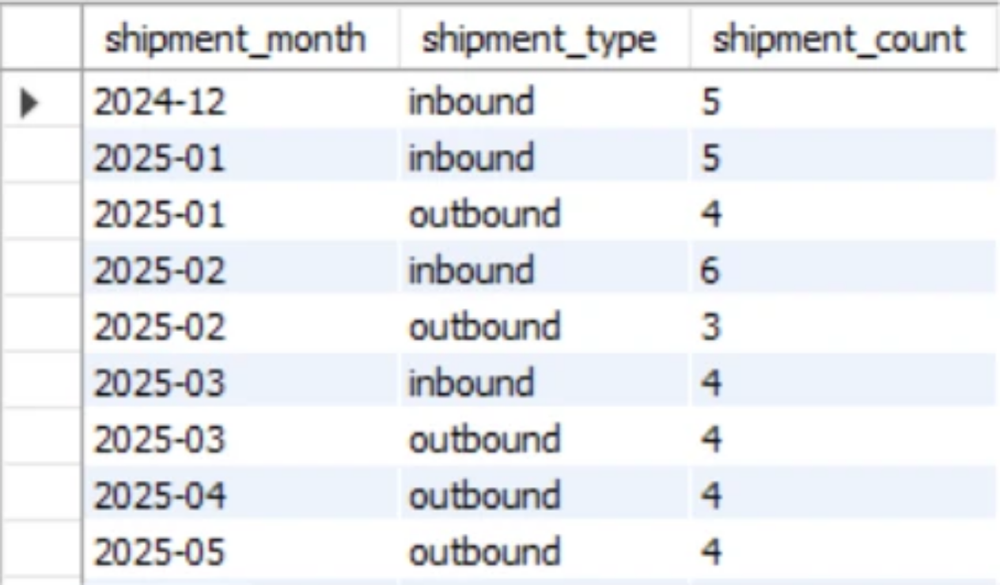 shipment_month shipment_type shipment_count
2024-12 inbound 5
2025-01 inbound 5
2025-01 outbound 4
2025-02 inbound 6
2025-02 outbound 3
2025-03 inbound 4
2025-03 outbound 4
2025-04 outbound 4
2025-05 outbound 4